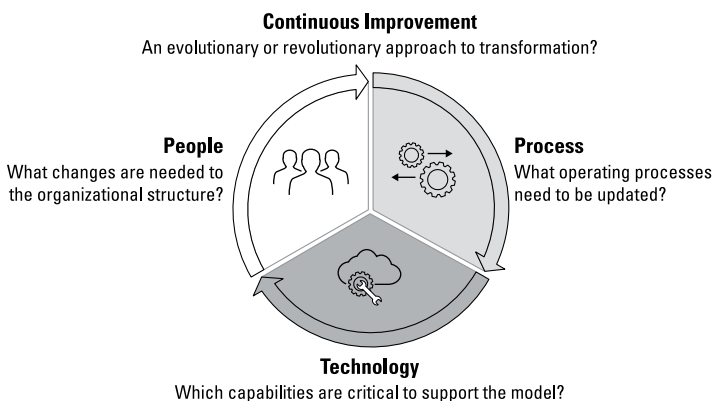 Continuous Improvement
An evolutionary or revolutionary approach to transformation?
People
What changes are needed to
the organizational structure?
Process
What operating processes
need to be updated?
Technology
Which capabilities are critical to support the model?